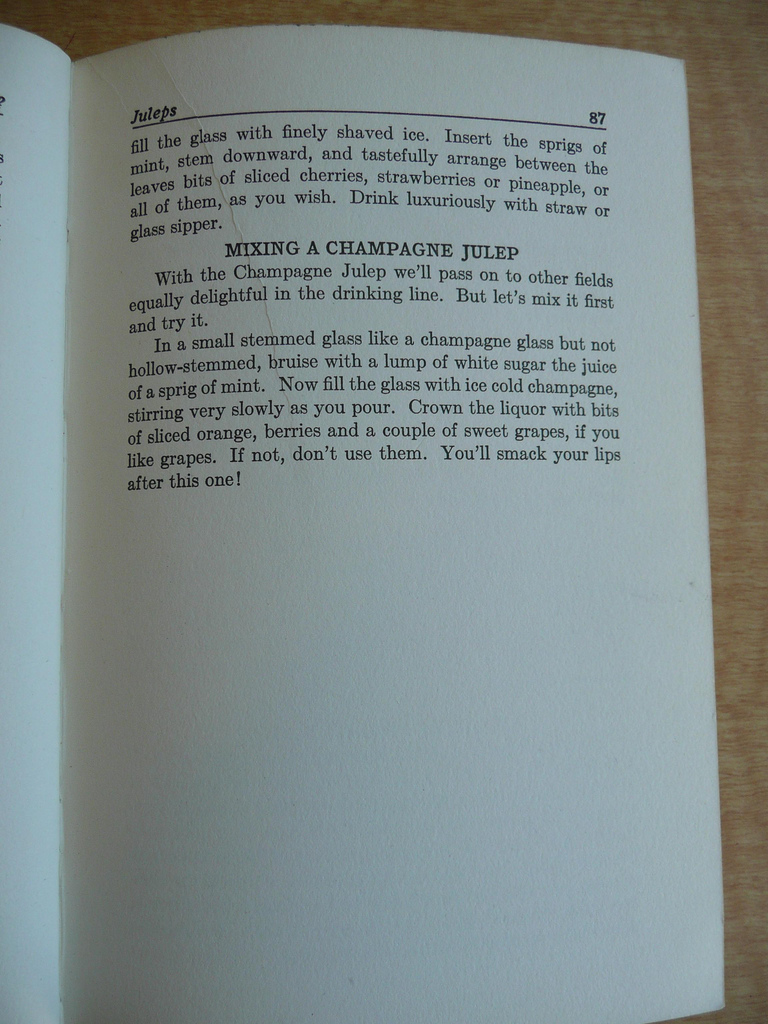 Juleps 87
fill the glass with finely shaved ice. Insert the sprigs of
mint, stem downward, and tastefully arrange between the
leaves bits of sliced cherries, strawberries or pineapple, or
all of them, as you wish. Drink luxuriously with straw or
glass sipper.
MIXING A CHAMPAGNE JULEP
With the Champagne Julep we'll pass on to other fields
equally delightful in the drinking line. But let's mix it first
and try it.
In a small stemmed glass like a champagne glass but not
hollow-stemmed, bruise with a lump of white sugar the juice
of a sprig of mint. Now fill the glass with ice cold champagne,
stirring very slowly as you pour. Crown the liquor with bits
of sliced orange, berries and a couple of sweet grapes, if you
like grapes. If not, don't use them. You'll smack your lips
after this one!